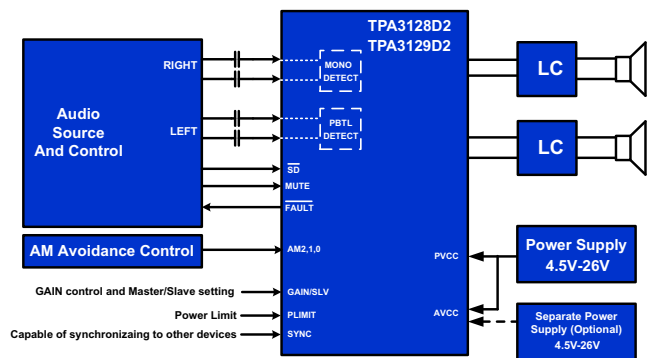 TPA3128D2
TPA3129D2
RIGHT
MONO
DETECT
LC
Audio
Source
And Control
LEFT
PBTL
DETECT
LC
SD
MUTE
FAULT
AM Avoidance Control
AM2,1,0
PVCC
Power Supply
4.5V-26V
GAIN control and Master/Slave setting
GAIN/SLV
Power Limit
PLIMIT
AVCC
Capable of synchronizaing to other devices
SYNC
Separate Power
Supply (Optional)
4.5V-26V